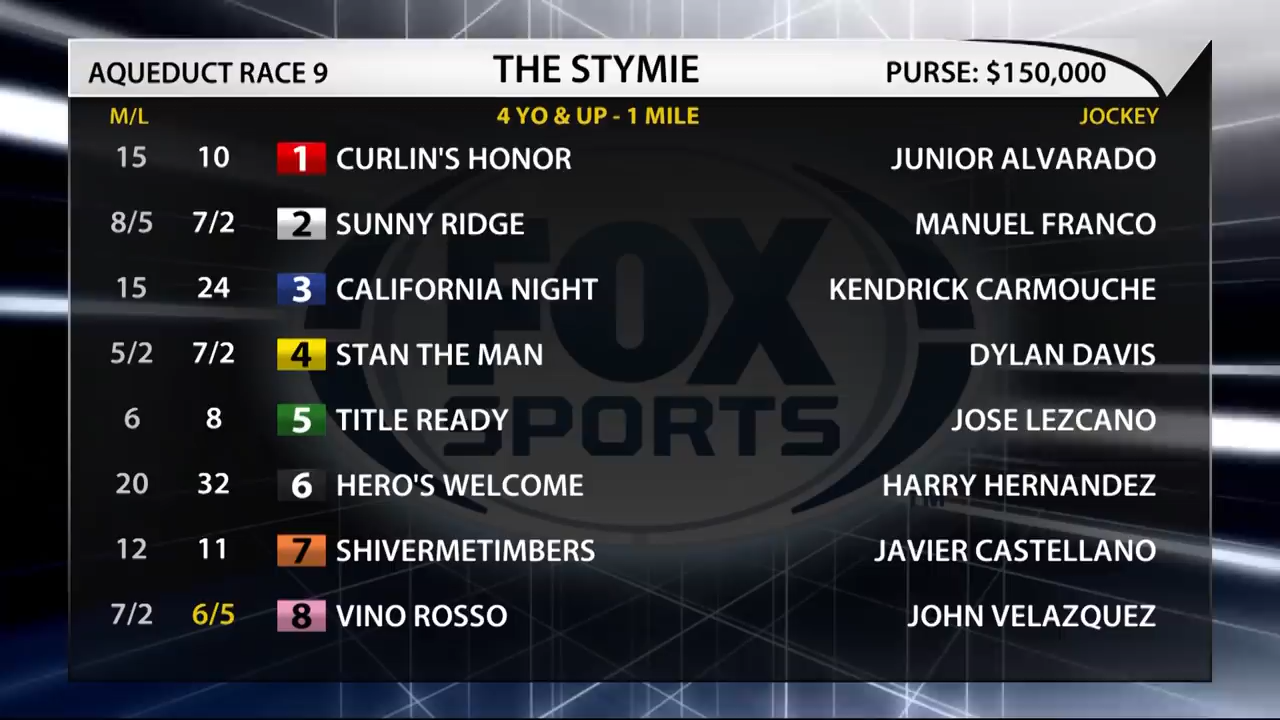 AQUEDUCT RACE 9 THE STYMIE PURSE: $150,000
M/L 4 YO & UP - 1 MILE JOCKEY
15 10 1 CURLIN'S HONOR JUNIOR ALVARADO
8/5 7/2 2 SUNNY RIDGE MANUEL FRANCO
15 24 3 CALIFORNIA NIGHT KENDRICK CARMOUCHE
5/2 7/2 4 STAN THE MAN DYLAN DAVIS
6 8 5 TITLE READY JOSE LEZCANO
20 32 6 HERO'S WELCOME HARRY HERNANDEZ
12 11 7 SHIVERMETIMBERS JAVIER CASTELLANO
7/2 6/5 8 VINO ROSSO JOHN VELAZQUEZ
FOX
SPORTS